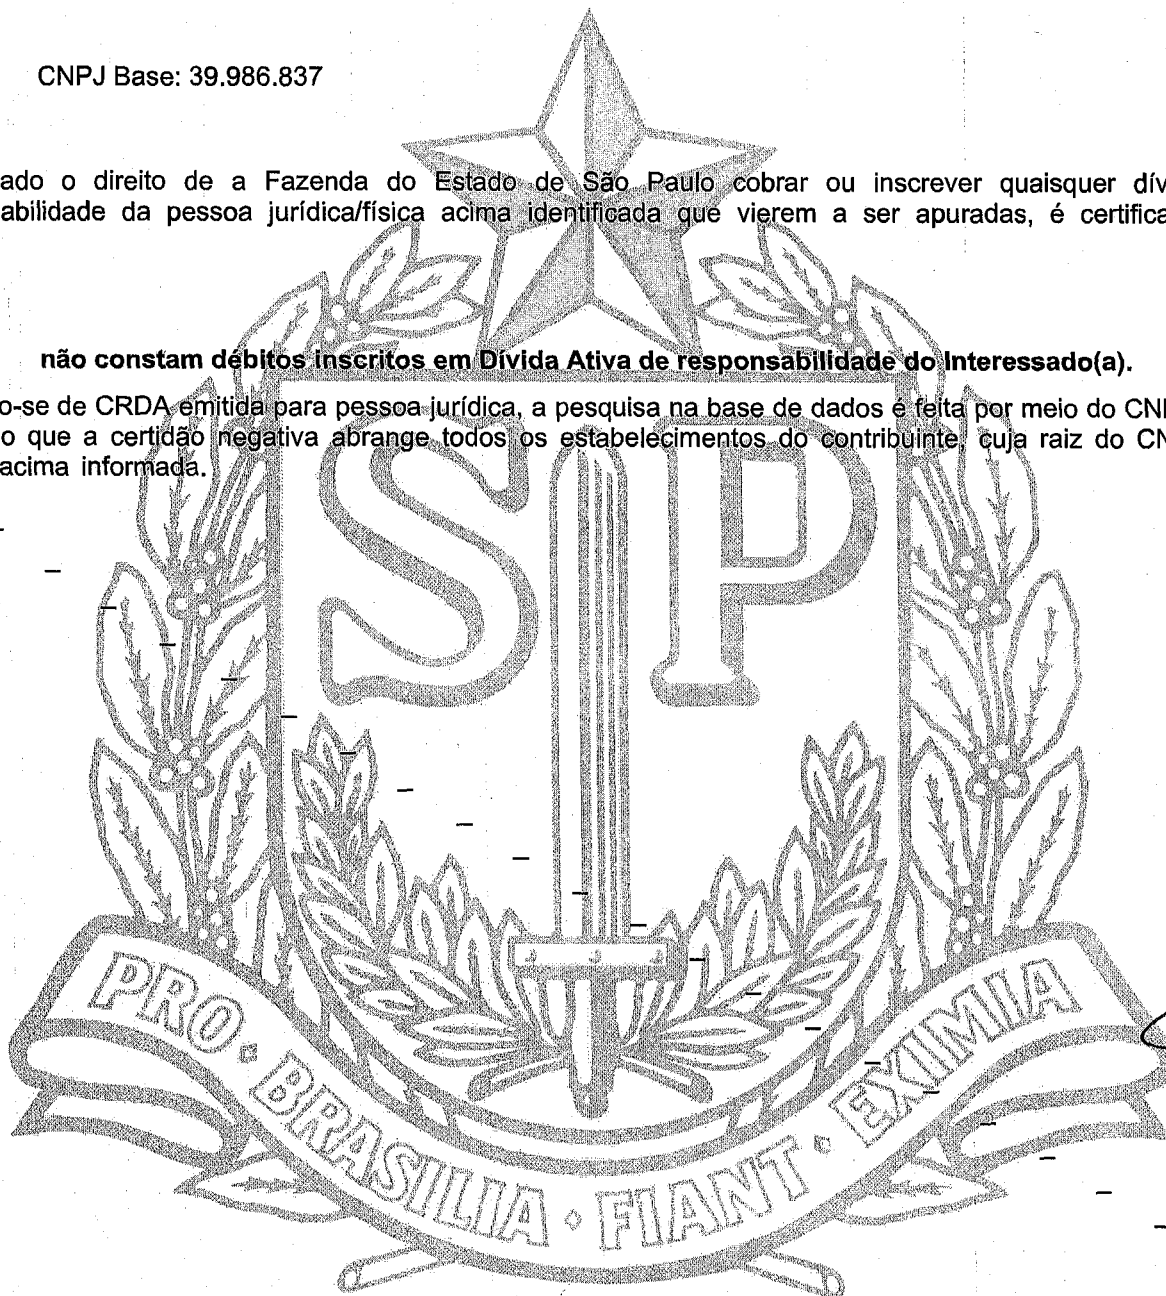 CNPJ Base: 39.986.837
ado o direito de a Fazenda do Estado de São Paulo cobrar ou inscrever quaisquer dív
abilidade da pessoa jurídica/física acima identificada que vierem a ser apuradas, é certifica
não constam débitos inscritos em Dívida Ativa de responsabilidade do Interessado(a).
o-se de CRDA emitida para pessoa jurídica, a pesquisa na base de dados é feita por meio do CN
o que a certidão negativa abrange todos os estabelecimentos do contribuinte, cuja raiz do CN
acima informada.
SP
PRO BRASILIA FIANT EXIMIA